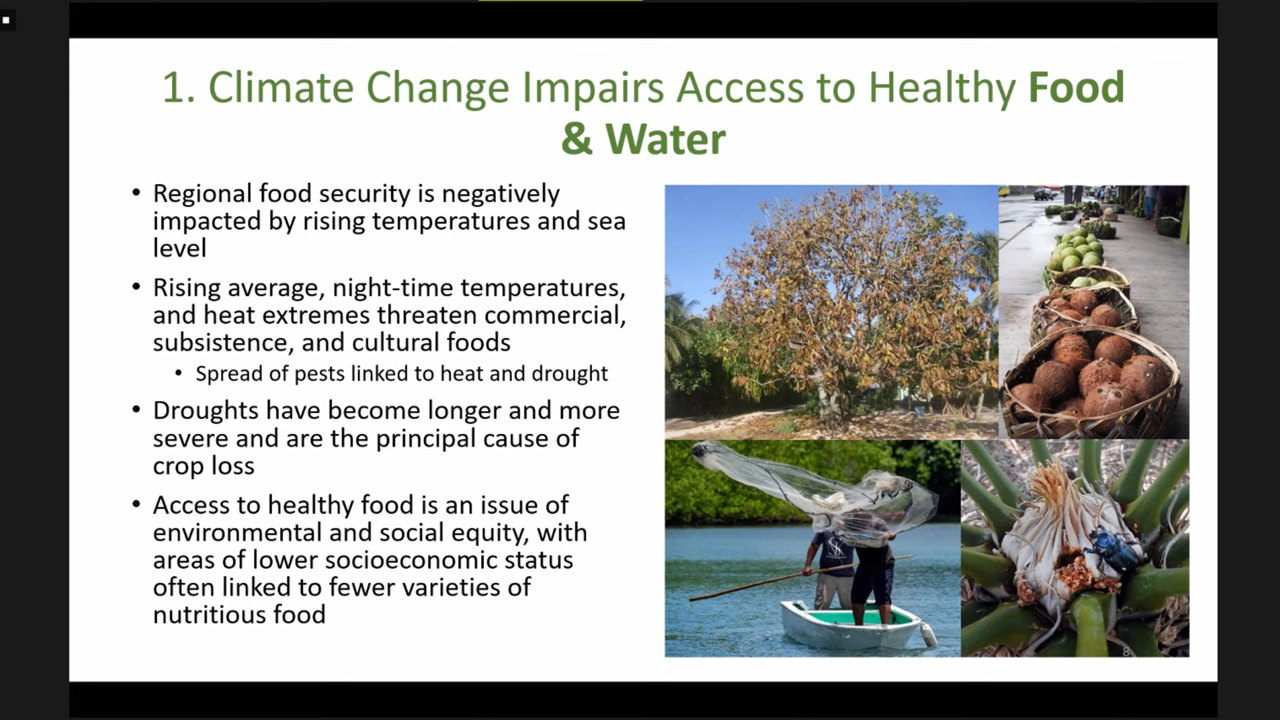 1. Climate Change Impairs Access to Healthy Food
& Water
• Regional food security is negatively
impacted by rising temperatures and sea
level
• Rising average, night-time temperatures,
and heat extremes threaten commercial,
subsistence, and cultural foods
• Spread of pests linked to heat and drought
• Droughts have become longer and more
severe and are the principal cause of
crop loss
• Access to healthy food is an issue of
environmental and social equity, with
areas of lower socioeconomic status
often linked to fewer varieties of
nutritious food
8